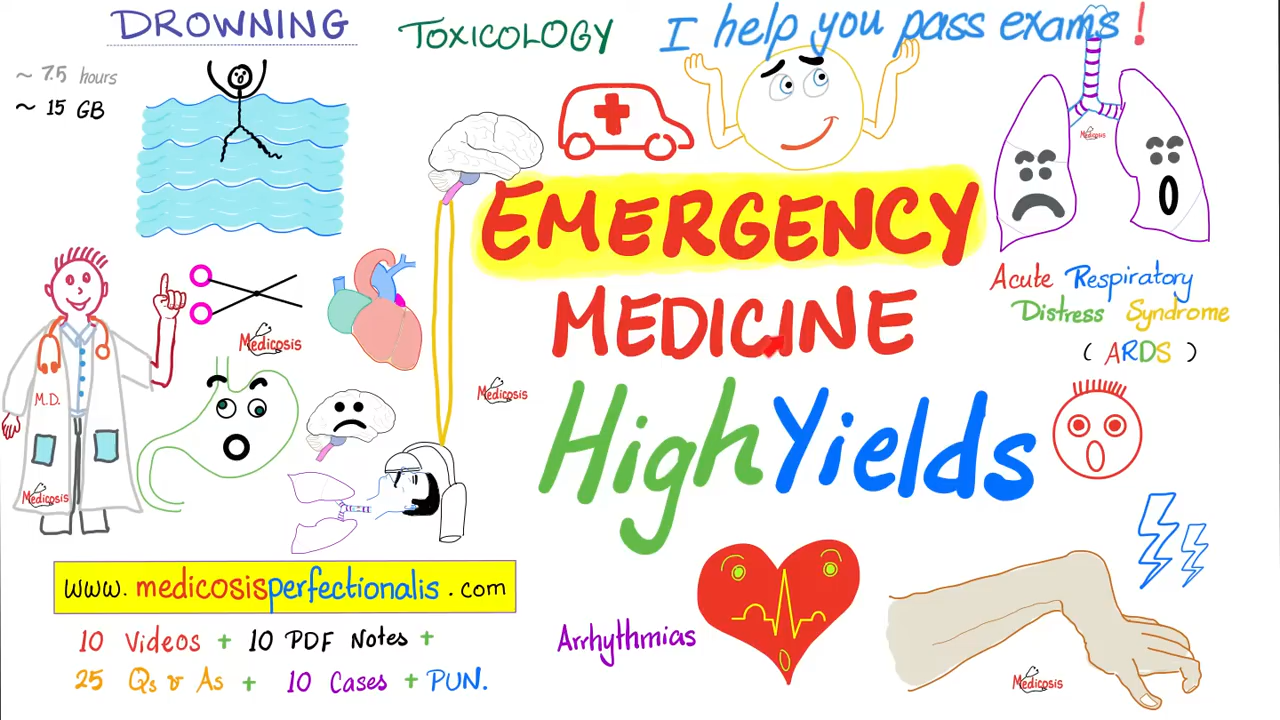 DROWNING
TOXICOLOGY
I help you pass exams!
~ 7.5 hours
~ 15 GB
Medicosis
EMERGENCY
MEDICINE
High Yields
Acute Respiratory
Distress Syndrome
( ARDS )
Medicosis
Medicosis
M.D.
Medicosis
www.medicosisperfectionalis.com
10 Videos + 10 PDF Notes +
25 Qs & As + 10 Cases + PUN.
Arrhythmias
Medicosis